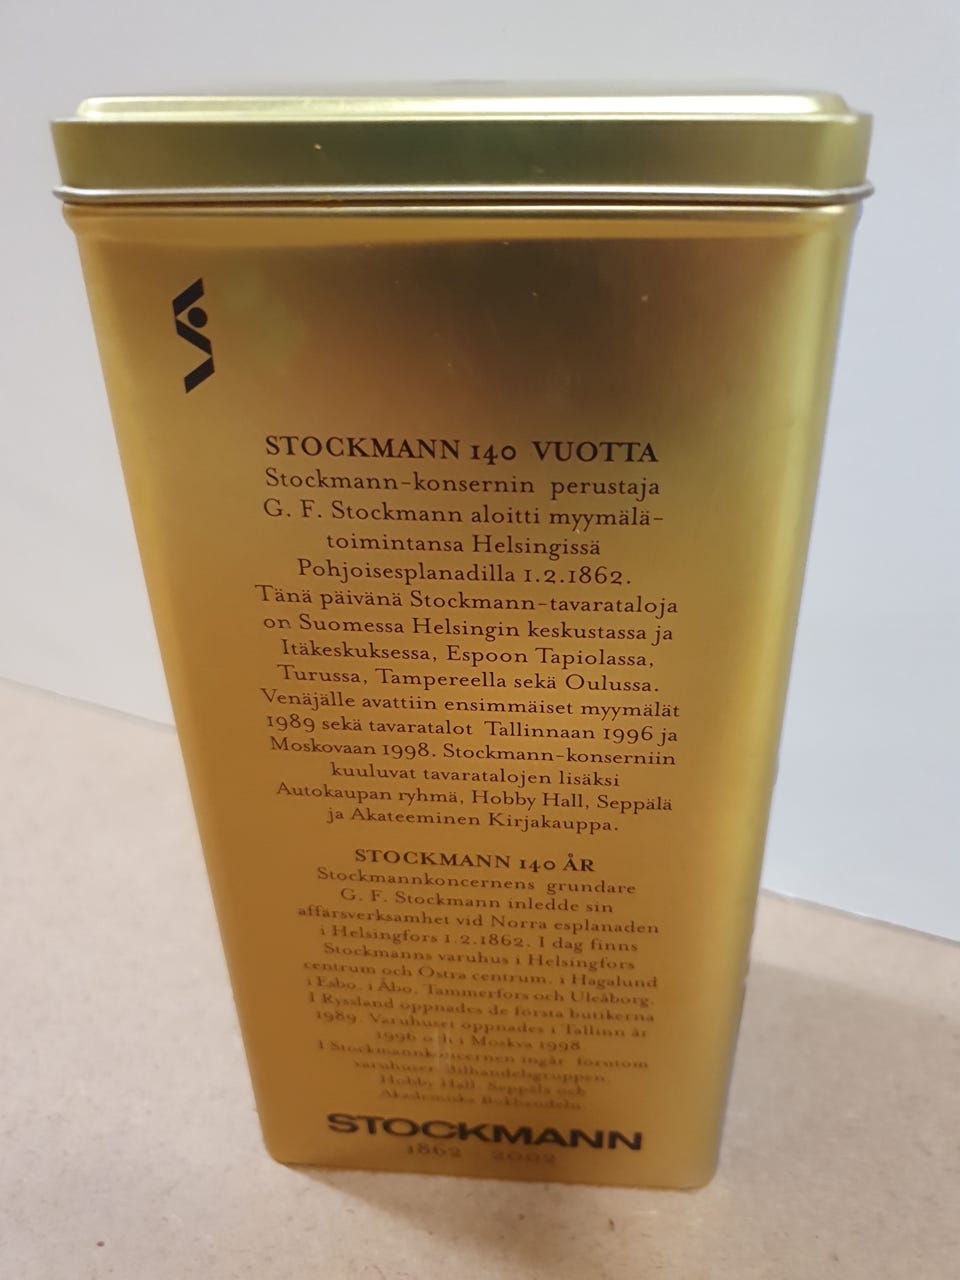 STOCKMANN 140 VUOTTA
Stockmann-konsernin perustaja
G. F. Stockmann aloitti myymälä-
toimintansa Helsingissä
Pohjoisesplanadilla 1.2.1862.
Tänä päivänä Stockmann-tavarataloja
on Suomessa Helsingin keskustassa ja
Itäkeskuksessa, Espoon Tapiolassa,
Turussa, Tampereella sekä Oulussa.
Venäjälle avattiin ensimmäiset myymälät
1989 sekä tavaratalot Tallinnaan 1996 ja
Moskovaan 1998. Stockmann-konserniin
kuuluvat tavaratalojen lisäksi
Autokaupan ryhmä, Hobby Hall, Seppälä
ja Akateeminen Kirjakauppa.
STOCKMANN 140 ÅR
Stockmannkoncernens grundare
G. F. Stockmann inledde sin
affärsverksamhet vid Norra esplanaden
i Helsingfors 1.2.1862. I dag finns
Stockmanns varuhus i Helsingfors
centrum och Östra centrum, i Hagalund
i Esbo, i Åbo, Tammerfors och Uleåborg.
I Ryssland öppnades de första butikerna
1989. Varuhuset öppnades i Tallinn år
1996 och i Moskva 1998.
I Stockmannkoncernen ingår förutom
varuhuset Bilhandelsgruppen,
Hobby Hall, Seppälä och
Akademiska Bokhandeln.
STOCKMANN
1862 - 2002